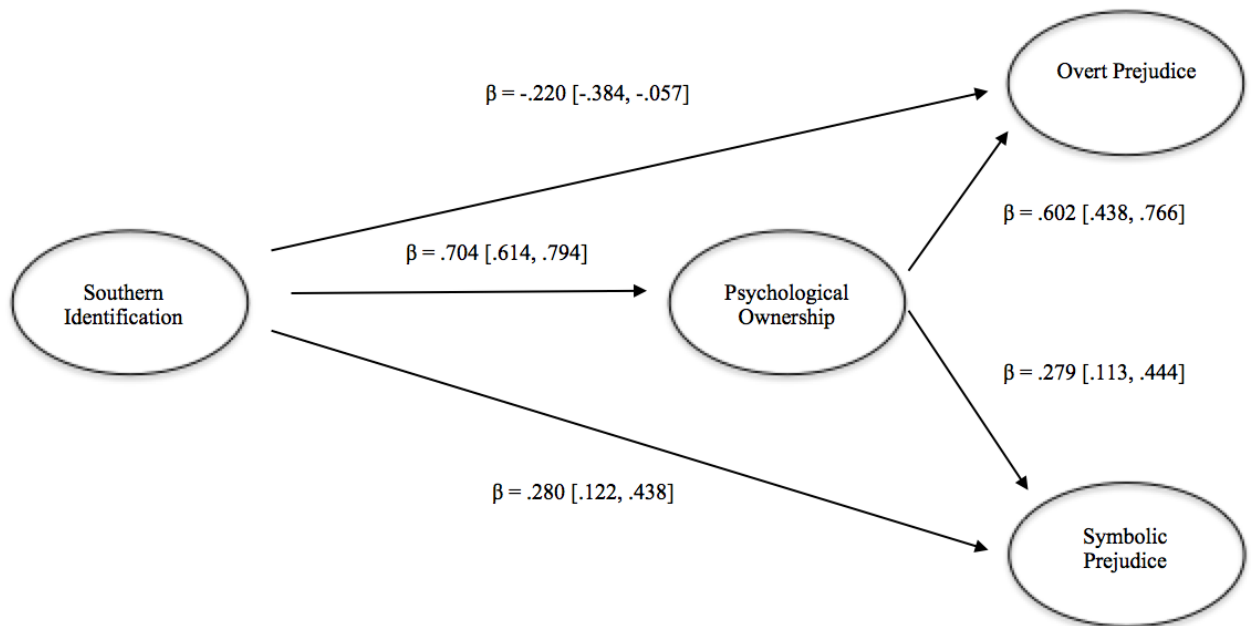 Overt Prejudice
β = -.220 [-.384, -.057]
β = .602 [.438, .766]
β = .704 [.614, .794]
Southern
Identification
Psychological
Ownership
β = .279 [.113, .444]
β = .280 [.122, .438]
Symbolic
Prejudice